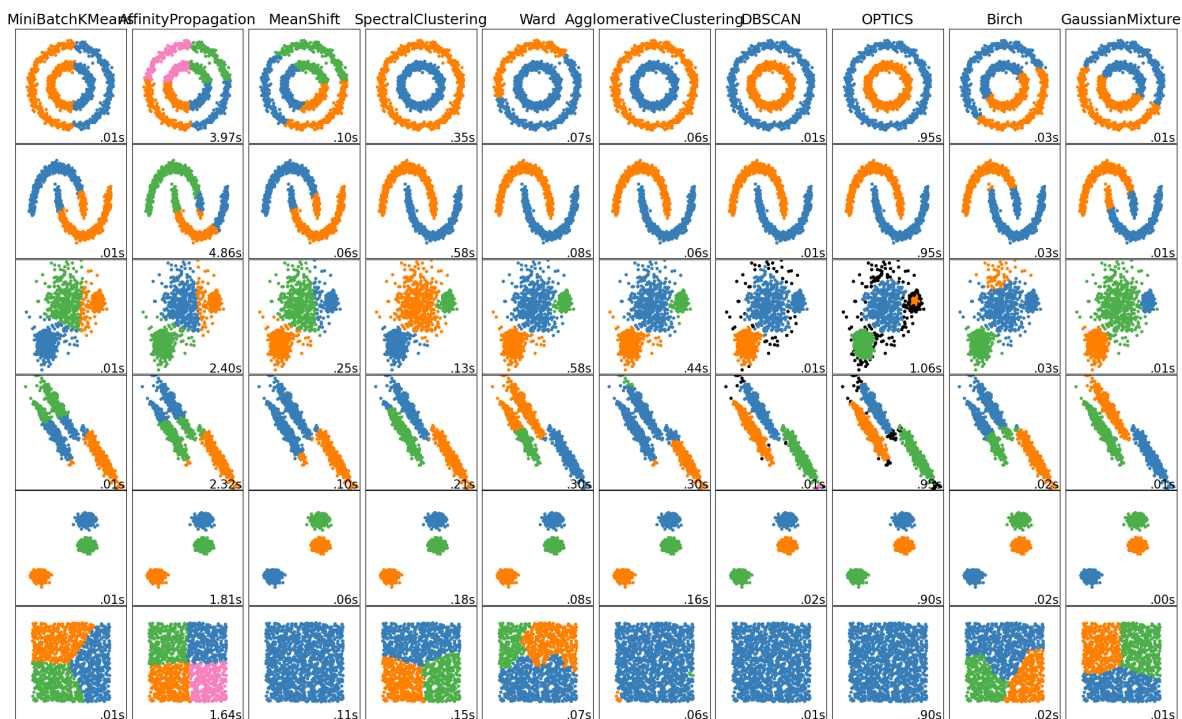 MiniBatchKMeans AffinityPropagation MeanShift SpectralClustering Ward AgglomerativeClustering DBSCAN OPTICS Birch GaussianMixture
.01s 3.97s .10s .35s .07s .06s .01s .95s .03s .01s
.01s 4.86s .06s .58s .08s .06s .01s .95s .03s .01s
.01s 2.40s .25s .13s .58s .44s .01s 1.06s .03s .01s
.01s 2.32s .10s .21s .30s .30s .01s .95s .02s .01s
.01s 1.81s .06s .18s .08s .16s .02s .90s .02s .00s
.01s 1.64s .11s .15s .07s .06s .01s .90s .02s .01s